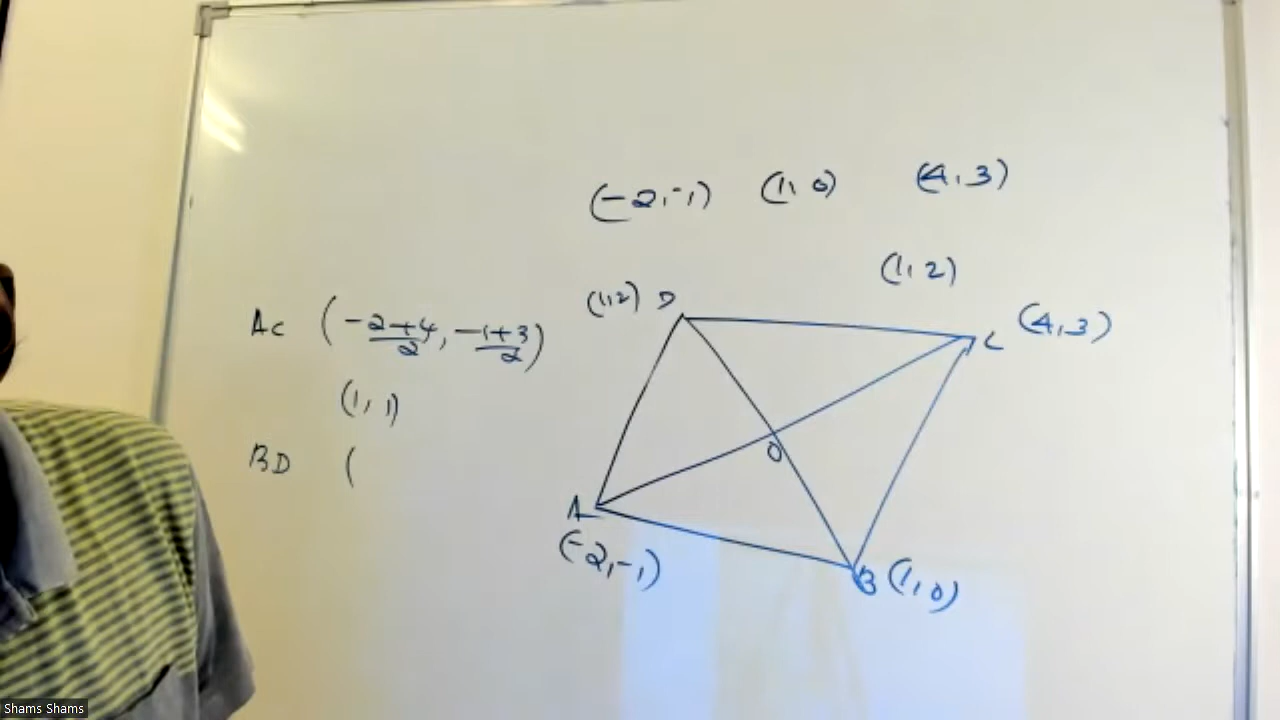 (-2,-1) (1,0) (4,3)
(1,2)
AC (-2+4/2, -1+3/2)
(1,1)
BD (
(1,2) D
C (4,3)
O
A
(-2,-1)
B (1,0)
Shams Shams